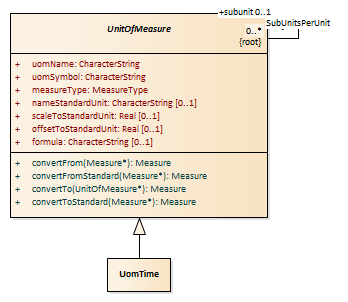 +subunit 0..1
UnitOfMeasure
SubUnitsPerUnit
0..*
{root}
+ uomName: CharacterString
+ uomSymbol: CharacterString
+ measureType: MeasureType
+ nameStandardUnit: CharacterString [0..1]
+ scaleToStandardUnit: Real [0..1]
+ offsetToStandardUnit: Real [0..1]
+ formula: CharacterString [0..1]
+ convertFrom(Measure*): Measure
+ convertFromStandard(Measure*): Measure
+ convertTo(UnitOfMeasure*): Measure
+ convertToStandard(Measure*): Measure
UomTime